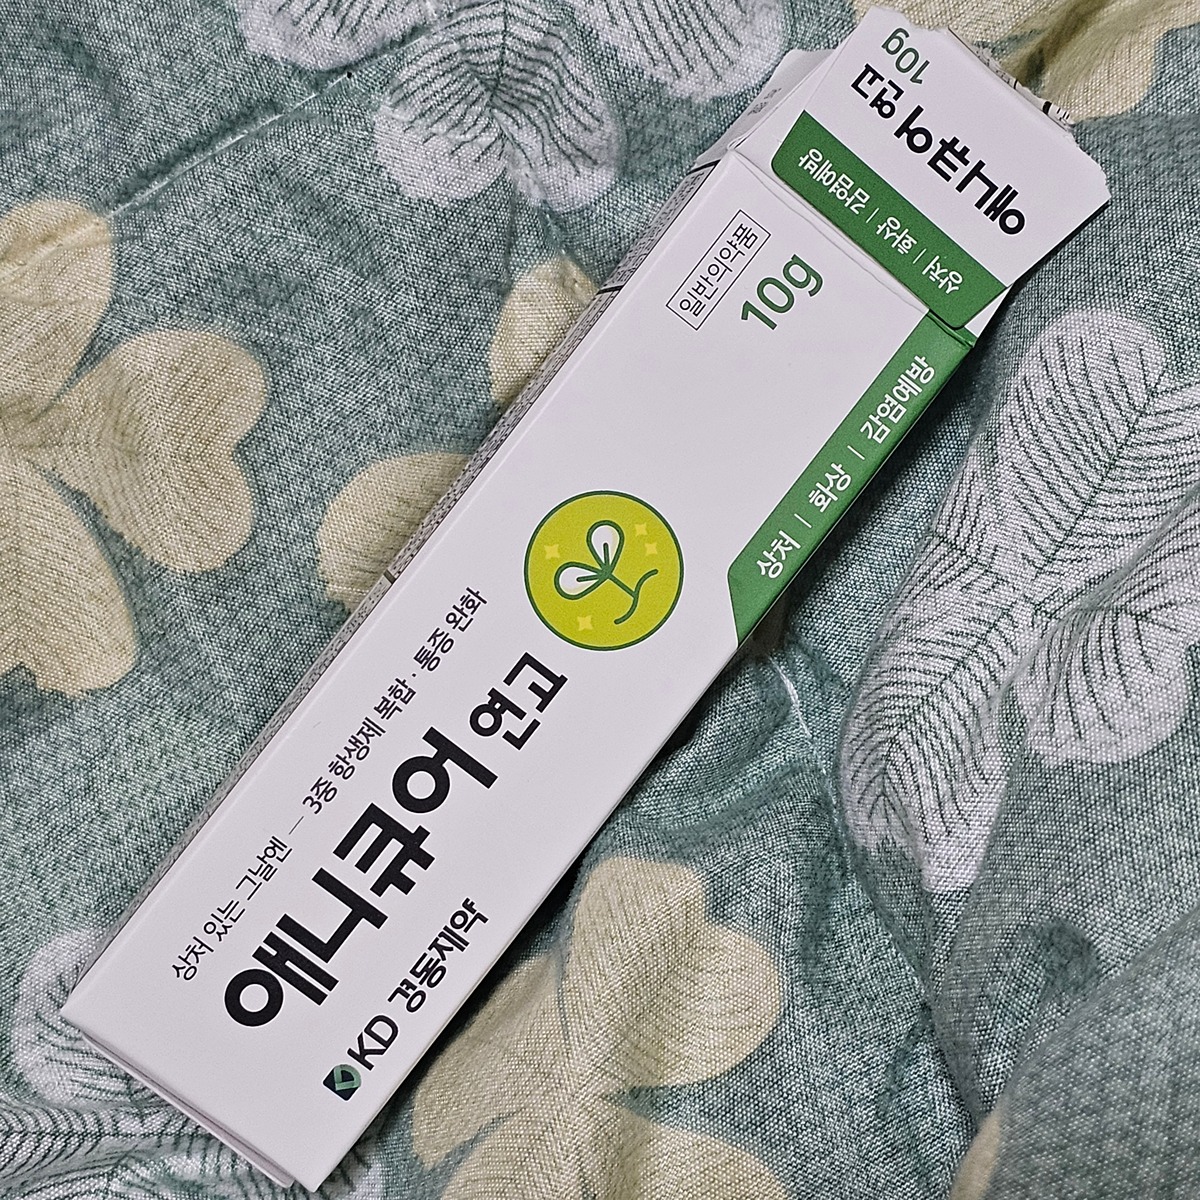 애니큐어 연고
10g
상처 | 화상 | 감염예방
일반의약품
10g
상처 | 화상 | 감염예방
상처 있는 그날엔 — 3중 항생제 복합 · 통증 완화
애니큐어 연고
KD 경동제약